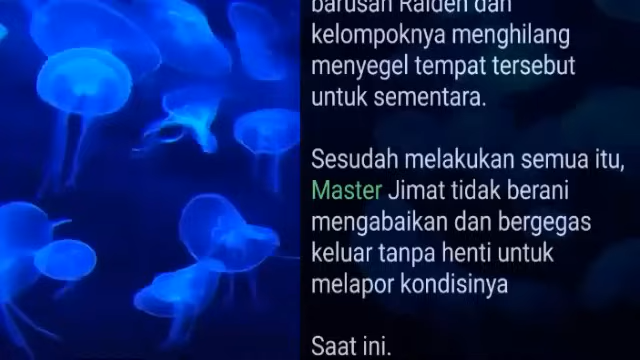 barusan Raiden dan
kelompoknya menghilang
menyegel tempat tersebut
untuk sementara.
Sesudah melakukan semua itu,
Master Jimat tidak berani
mengabaikan dan bergegas
keluar tanpa henti untuk
melapor kondisinya
Saat ini.